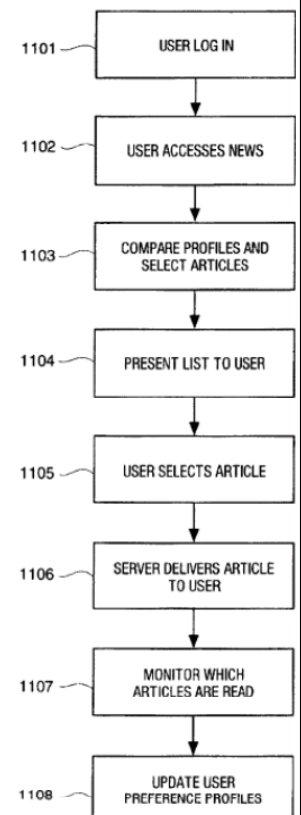 1101
USER LOG IN
1102
USER ACCESSES NEWS
1103
COMPARE PROFILES AND
SELECT ARTICLES
1104
PRESENT LIST TO USER
1105
USER SELECTS ARTICLE
1106
SERVER DELIVERS ARTICLE
TO USER
1107
MONITOR WHICH
ARTICLES ARE READ
1108
UPDATE USER
PREFERENCE PROFILES